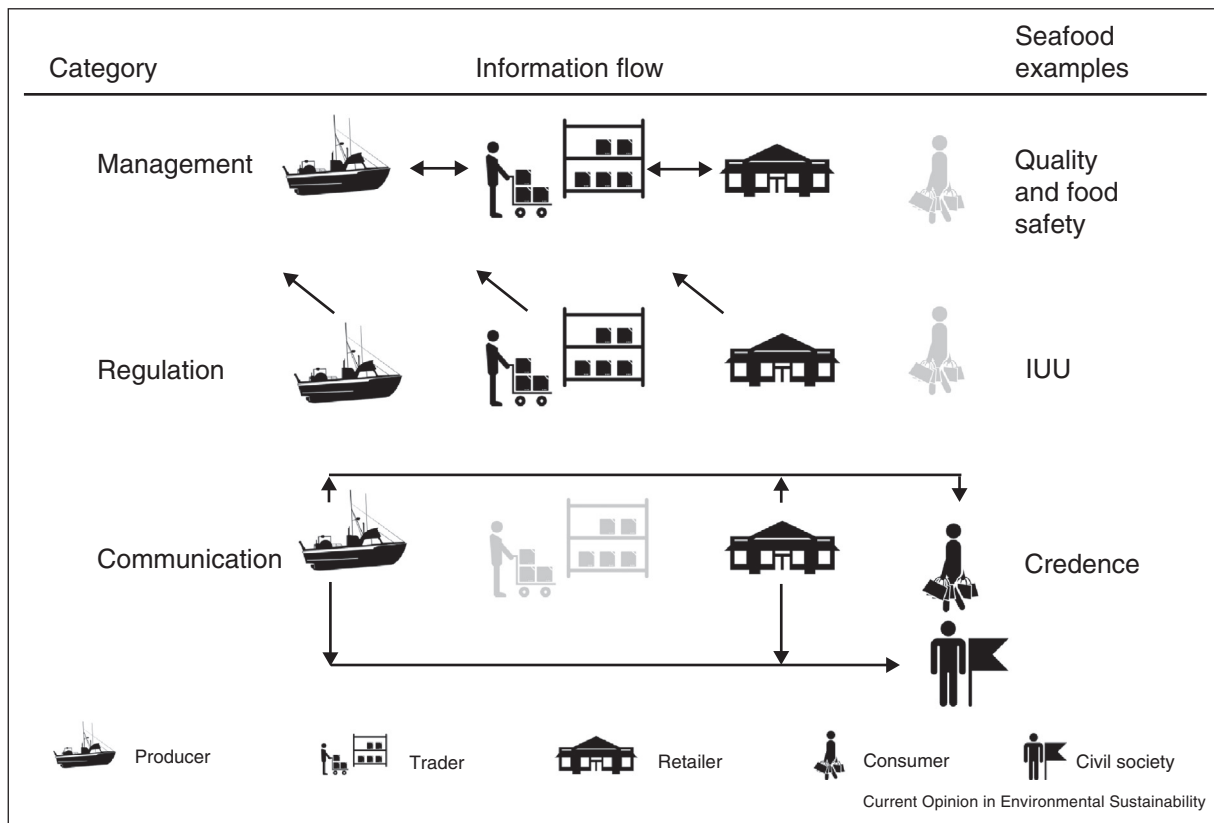 Category
Information flow
Seafood
examples
Management
Quality
and food
safety
Regulation
IUU
Communication
Credence
Producer
Trader
Retailer
Consumer
Civil society
Current Opinion in Environmental Sustainability